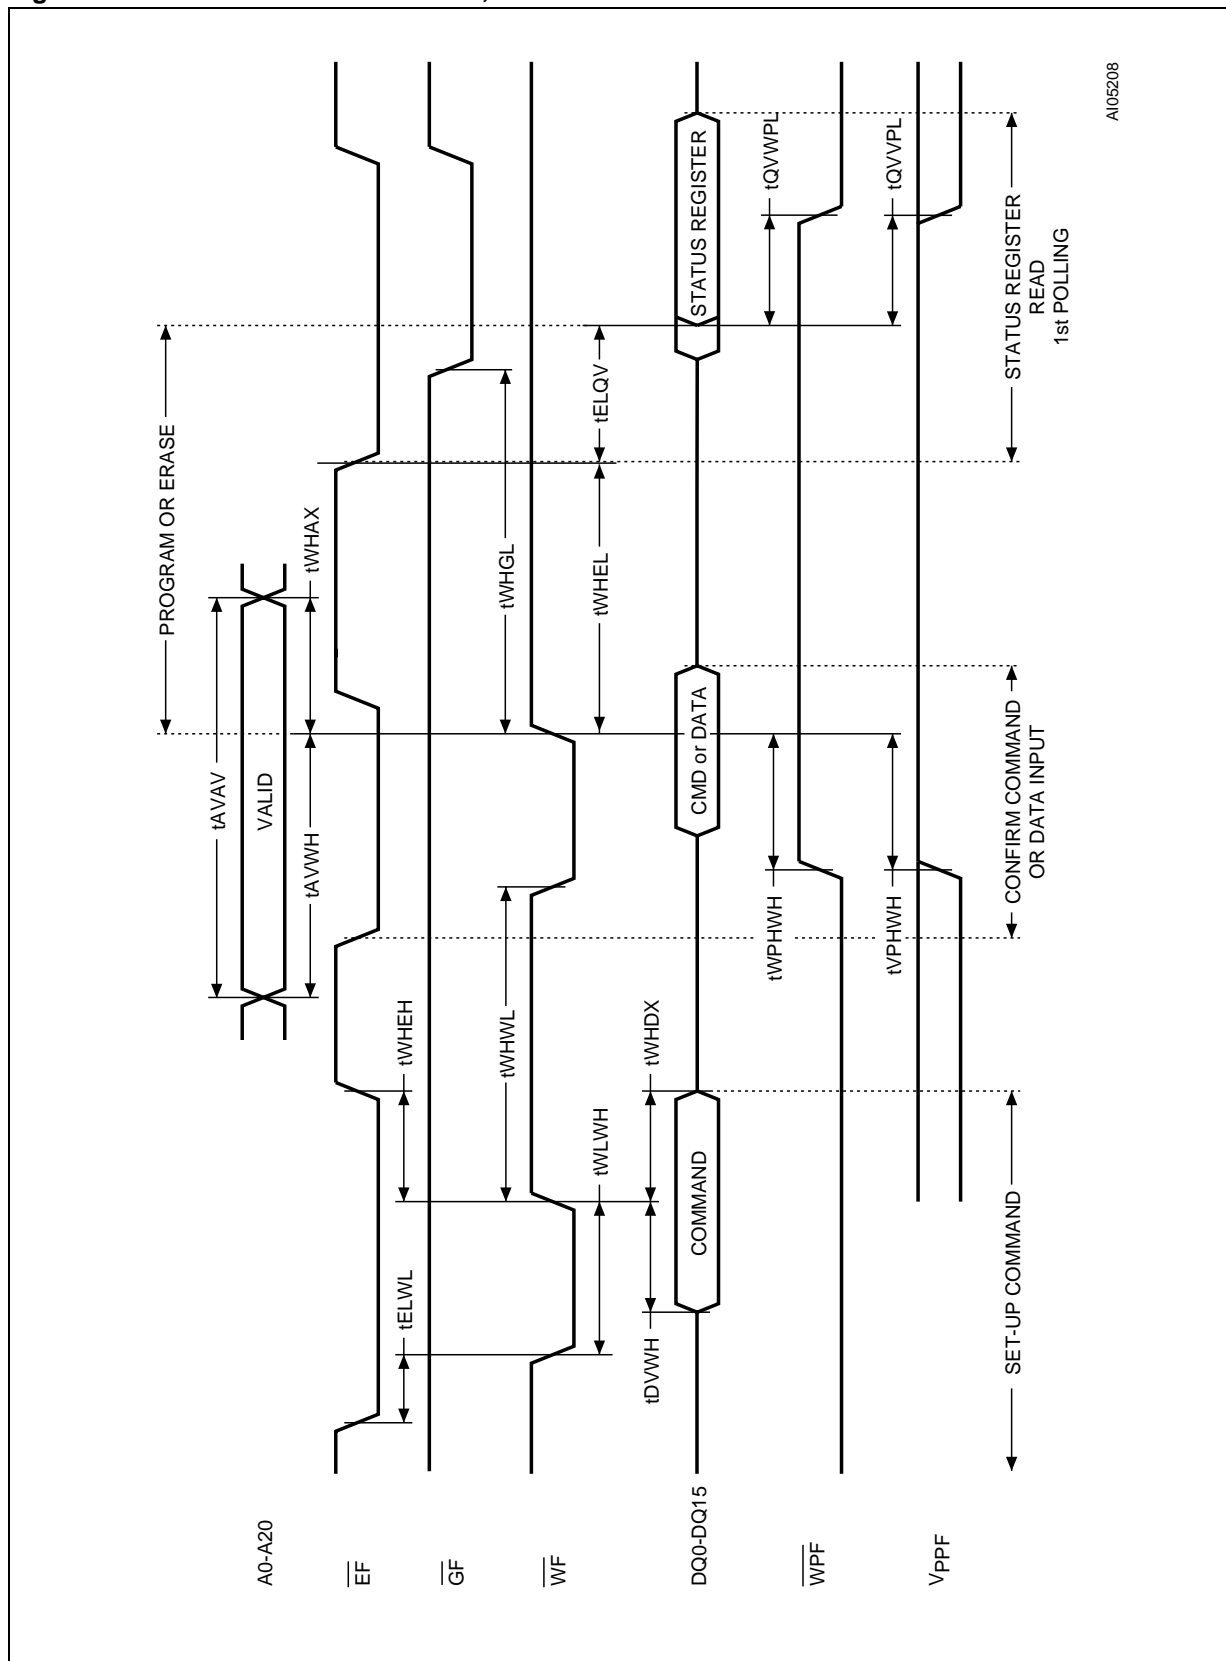 PROGRAM OR ERASE
tAVAV
A0-A20
VALID
tAVWH
tWHAX
EF
tELWL
tWHEH
GF
tWHWL
tWHGL
WF
tWLWH
tWHEL
tELQV
tDVWH
tWHDX
DQ0-DQ15
COMMAND
CMD or DATA
STATUS REGISTER
tWPHWH
tQVWPL
WPF
tVPHWH
tQVVPL
VPPF
SET-UP COMMAND
CONFIRM COMMAND
OR DATA INPUT
STATUS REGISTER
READ
1st POLLING
AI05208